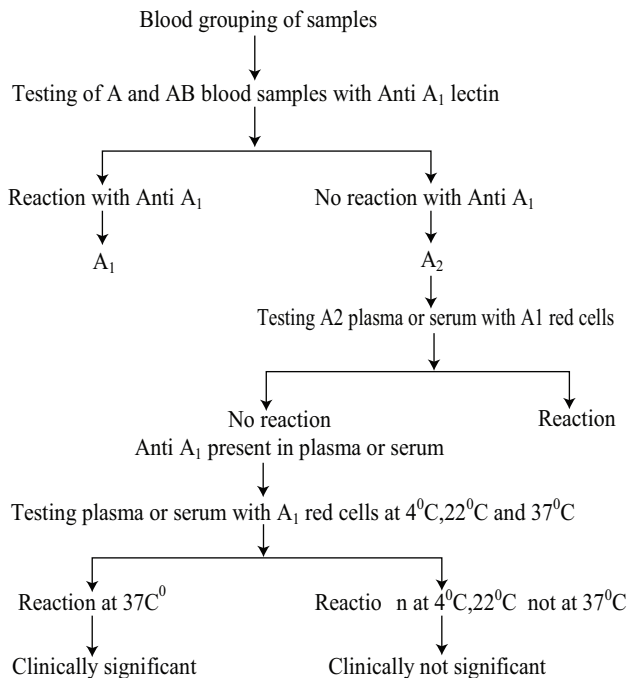 Blood grouping of samples
Testing of A and AB blood samples with Anti A₁ lectin
Reaction with Anti A₁
No reaction with Anti A₁
A₁
A₂
Testing A2 plasma or serum with A1 red cells
No reaction
Reaction
Anti A₁ present in plasma or serum
Testing plasma or serum with A₁ red cells at 4⁰C,22⁰C and 37⁰C
Reaction at 37C⁰
Reactio n at 4⁰C,22⁰C not at 37⁰C
Clinically significant
Clinically not significant